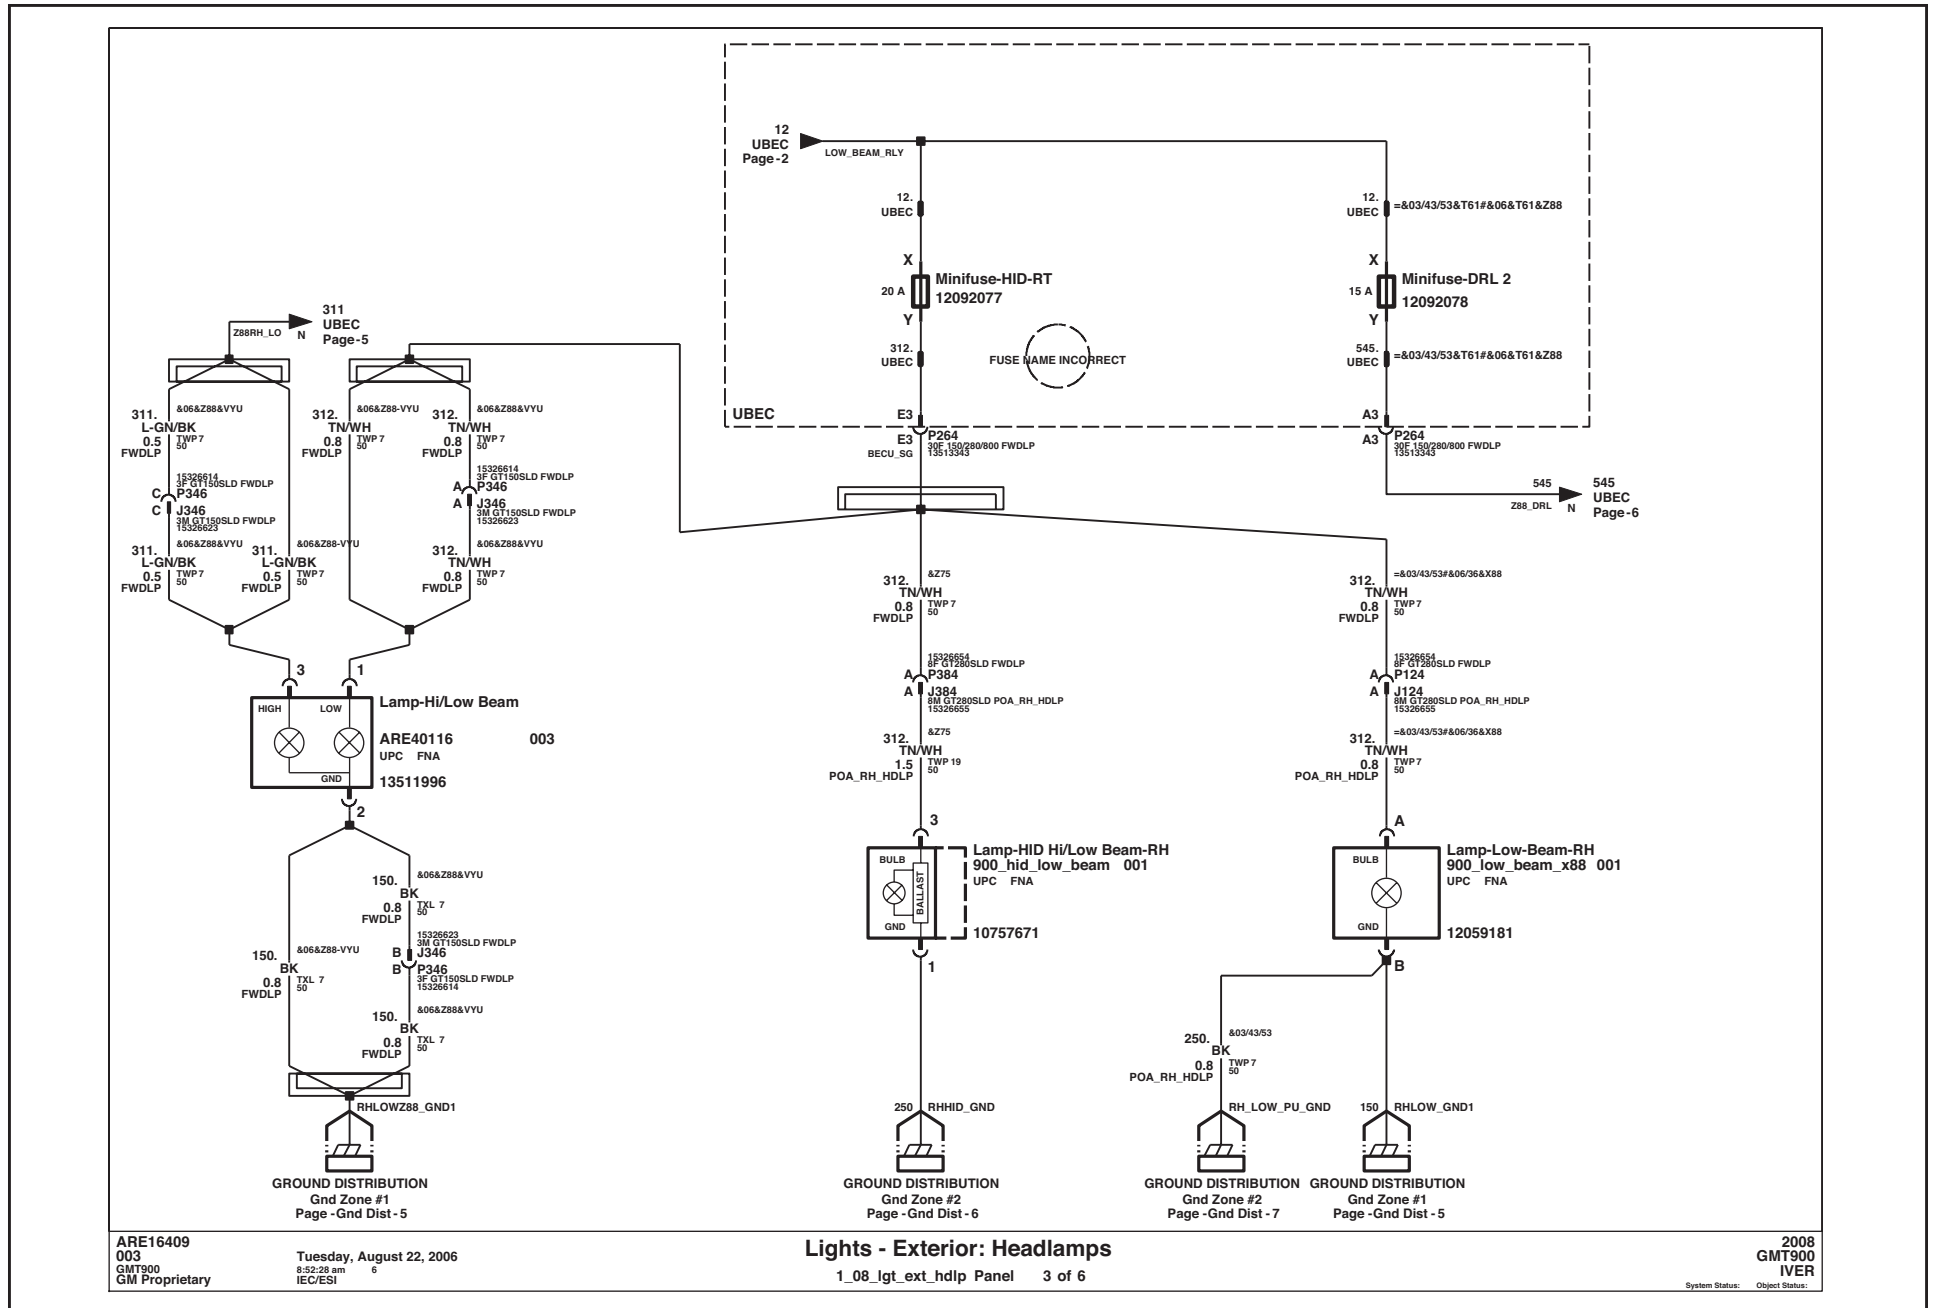 12
UBEC
Page-2
LOW_BEAM_RLY
12.
UBEC
12.
UBEC
=&03/43/53&T61#&06&T61&Z88
X
20 A
Y
Minifuse-HID-RT
12092077
X
15 A
Y
Minifuse-DRL 2
12092078
312.
UBEC
FUSE NAME INCORRECT
545.
UBEC
=&03/43/53&T61#&06&T61&Z88
UBEC
E3
E3
P264
30F 150/280/800 FWDLP
13513343
BECU_SG
A3
A3
P264
30F 150/280/800 FWDLP
13513343
545
Z88_DRL
N
545
UBEC
Page-6
311
UBEC
Page-5
Z88RH_LO
N
311.
L-GN/BK
0.5
FWDLP
&06&Z88&VYU
TWP 7
50
312.
TN/WH
0.8
FWDLP
&06&Z88-VYU
TWP 7
50
312.
TN/WH
0.8
FWDLP
&06&Z88&VYU
TWP 7
50
15326614
3F GT150SLD FWDLP
C
P346
C
J346
3M GT150SLD FWDLP
15326623
15326614
3F GT150SLD FWDLP
A
P346
A
J346
3M GT150SLD FWDLP
15326623
311.
L-GN/BK
0.5
FWDLP
&06&Z88&VYU
TWP 7
50
311.
L-GN/BK
0.5
FWDLP
&06&Z88-VYU
TWP 7
50
312.
TN/WH
0.8
FWDLP
&06&Z88&VYU
TWP 7
50
3
1
HIGH
LOW
GND
Lamp-Hi/Low Beam
ARE40116 003
UPC FNA
13511996
2
150.
BK
0.8
FWDLP
&06&Z88&VYU
TXL 7
50
15326623
3M GT150SLD FWDLP
B
J346
B
P346
3F GT150SLD FWDLP
15326614
150.
BK
0.8
FWDLP
&06&Z88-VYU
TXL 7
50
150.
BK
0.8
FWDLP
&06&Z88&VYU
TXL 7
50
RHLOWZ88_GND1
GROUND DISTRIBUTION
Gnd Zone #1
Page -Gnd Dist - 5
312.
TN/WH
0.8
FWDLP
&Z75
TWP 7
50
15326654
8F GT280SLD FWDLP
A
P384
A
J384
8M GT280SLD POA_RH_HDLP
15326655
312.
TN/WH
1.5
POA_RH_HDLP
&Z75
TWP 19
50
3
BULB
BALLAST
GND
Lamp-HID Hi/Low Beam-RH
900_hid_low_beam 001
UPC FNA
10757671
1
250
RHHID_GND
GROUND DISTRIBUTION
Gnd Zone #2
Page -Gnd Dist - 6
312.
TN/WH
0.8
FWDLP
=&03/43/53#&06/36&X88
TWP 7
50
15326654
8F GT280SLD FWDLP
A
P124
A
J124
8M GT280SLD POA_RH_HDLP
15326655
312.
TN/WH
0.8
POA_RH_HDLP
=&03/43/53#&06/36&X88
TWP 7
50
A
BULB
GND
Lamp-Low-Beam-RH
900_low_beam_x88 001
UPC FNA
12059181
B
250.
BK
0.8
POA_RH_HDLP
&03/43/53
TWP 7
50
RH_LOW_PU_GND
GROUND DISTRIBUTION
Gnd Zone #2
Page -Gnd Dist - 7
150
RHLOW_GND1
GROUND DISTRIBUTION
Gnd Zone #1
Page -Gnd Dist - 5
ARE16409
003
GMT900
GM Proprietary
Tuesday, August 22, 2006
8:52:28 am 6
IEC/ESI
Lights - Exterior: Headlamps
1_08_lgt_ext_hdlp Panel 3 of 6
2008
GMT900
IVER
System Status: Object Status: